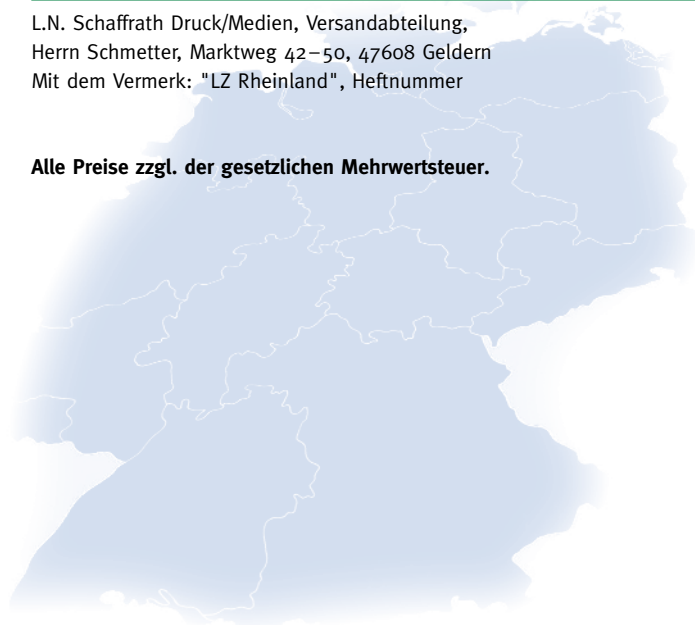 L.N. Schaffrath Druck/Medien, Versandabteilung,
Herrn Schmetter, Marktweg 42–50, 47608 Geldern
Mit dem Vermerk: "LZ Rheinland", Heftnummer
Alle Preise zzgl. der gesetzlichen Mehrwertsteuer.